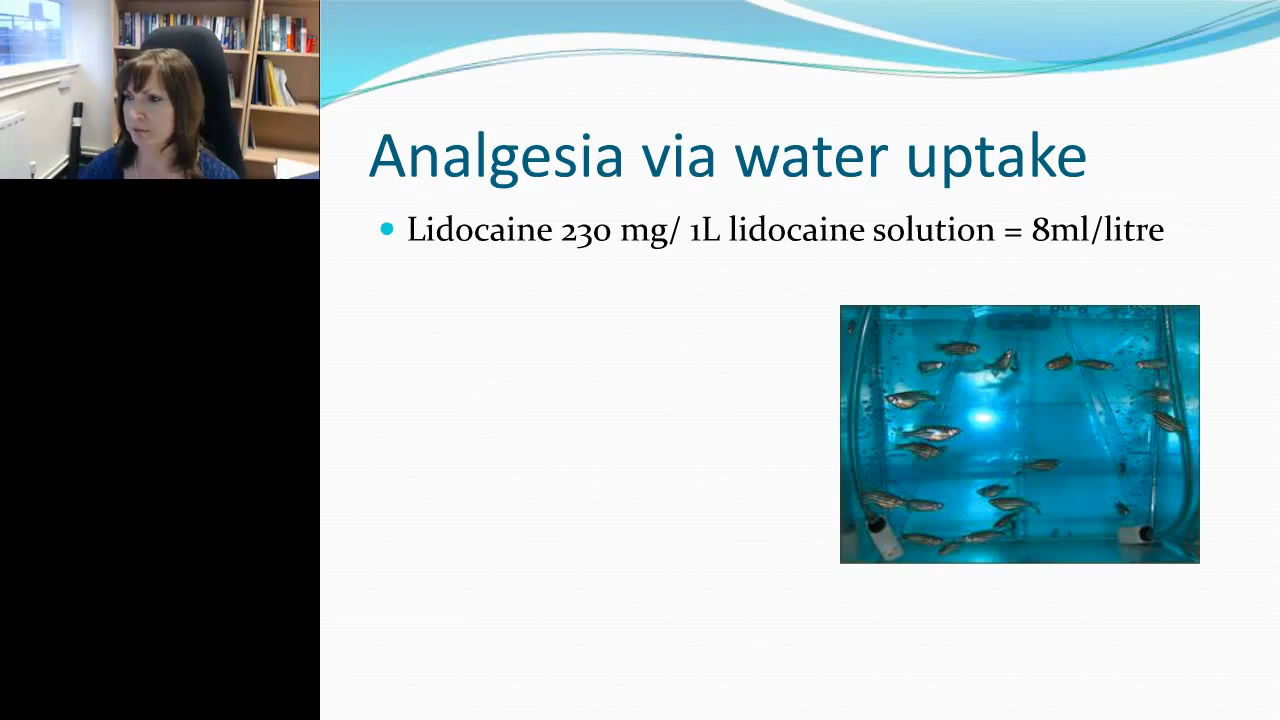 Analgesia via water uptake
Lidocaine 230 mg/ 1L lidocaine solution = 8ml/litre